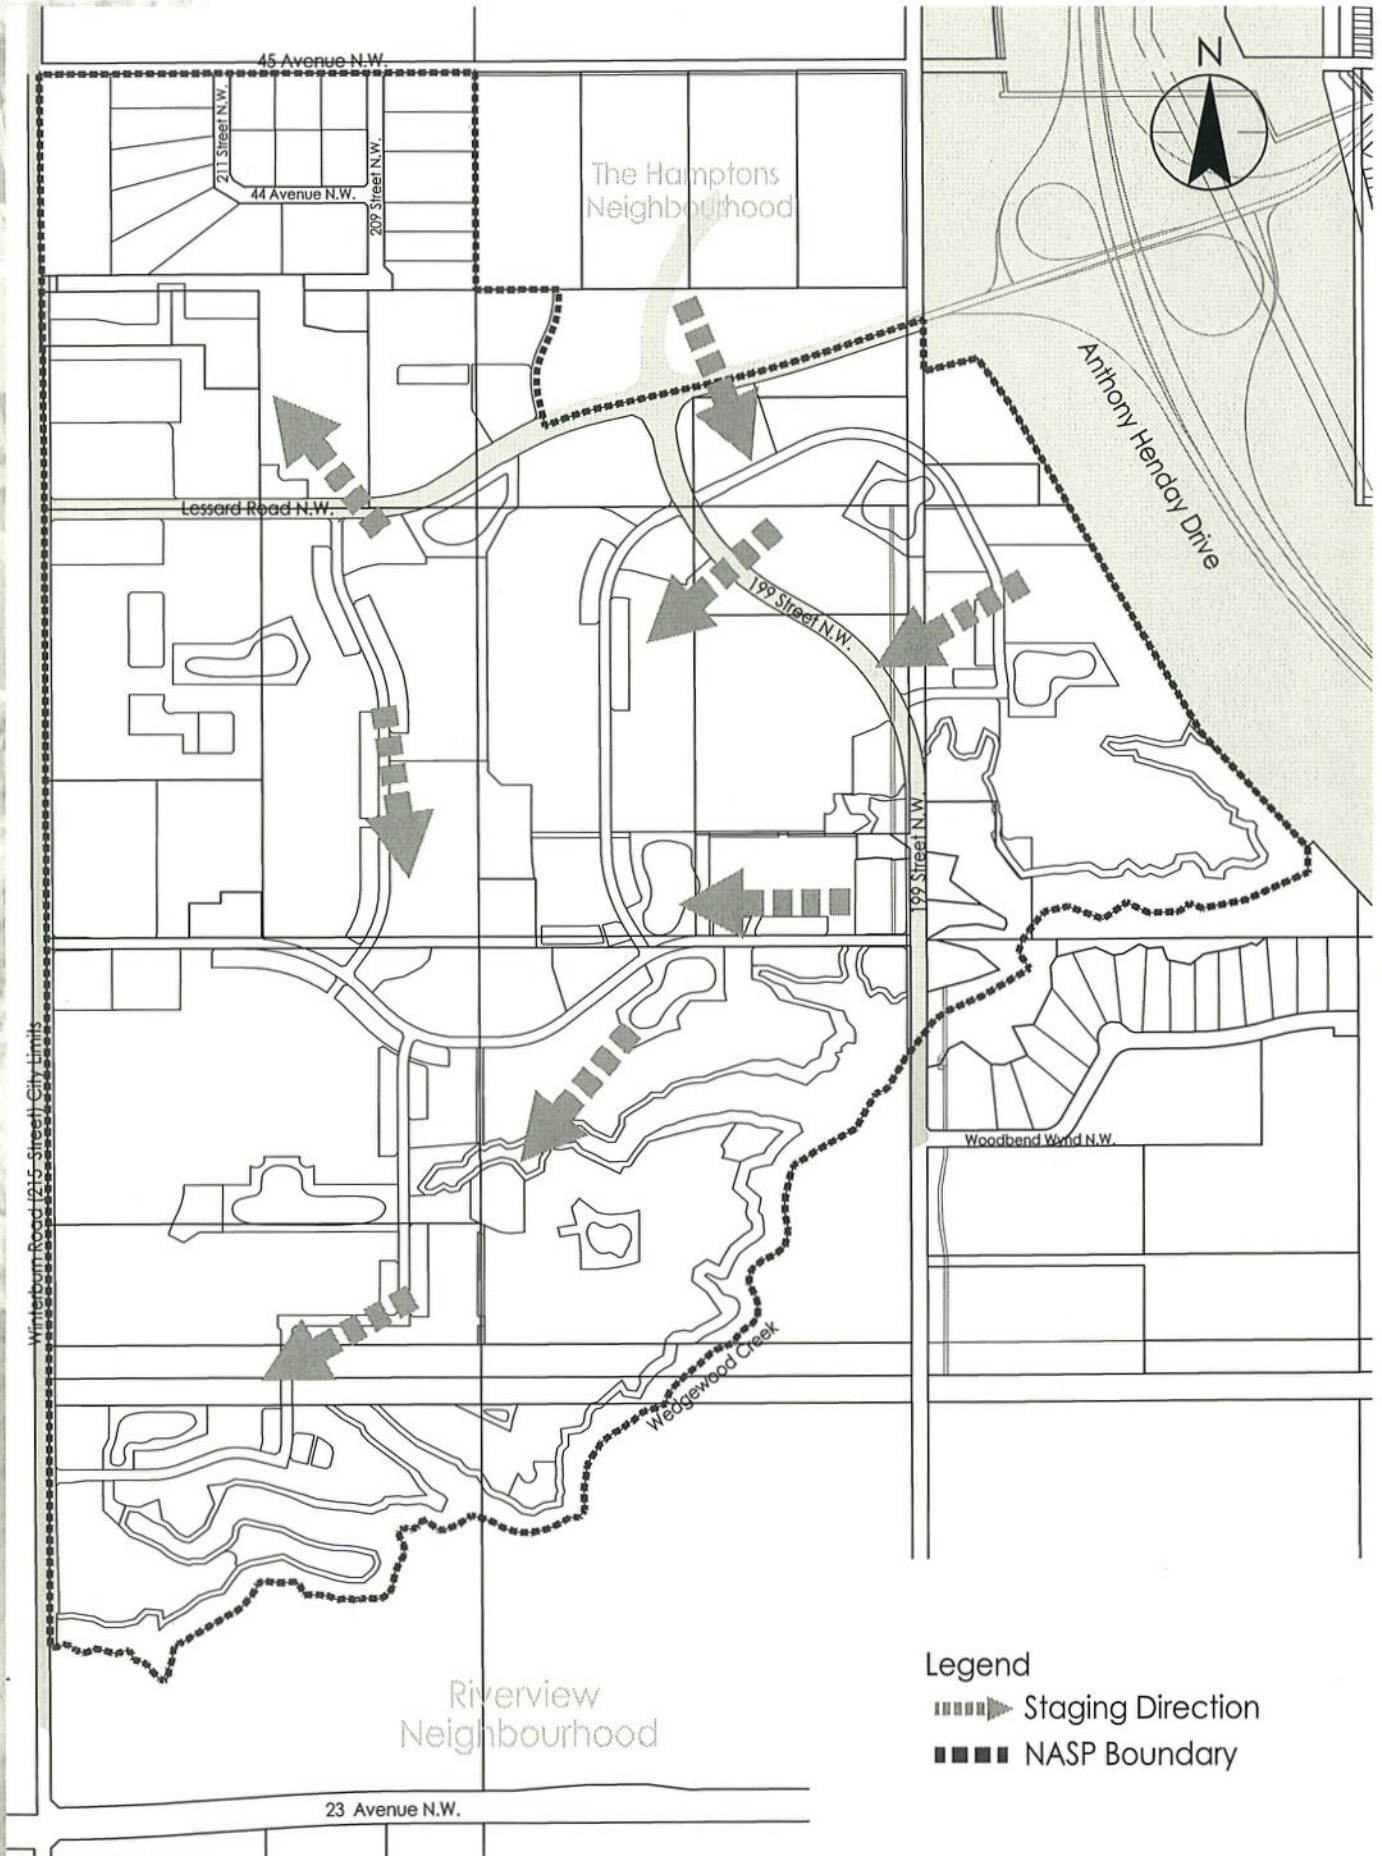 45 Avenue N.W.
N
211 Street N.W.
209 Street N.W.
44 Avenue N.W.
The Hamptons
Neighbourhood
Anthony Henday Drive
Lessard Road N.W.
199 Street N.W.
199 Street N.W.
Winterburn Road (215 Street) City Limits
Woodbend Wynd N.W.
Wedgewood Creek
Riverview
Neighbourhood
Legend
Staging Direction
NASP Boundary
23 Avenue N.W.